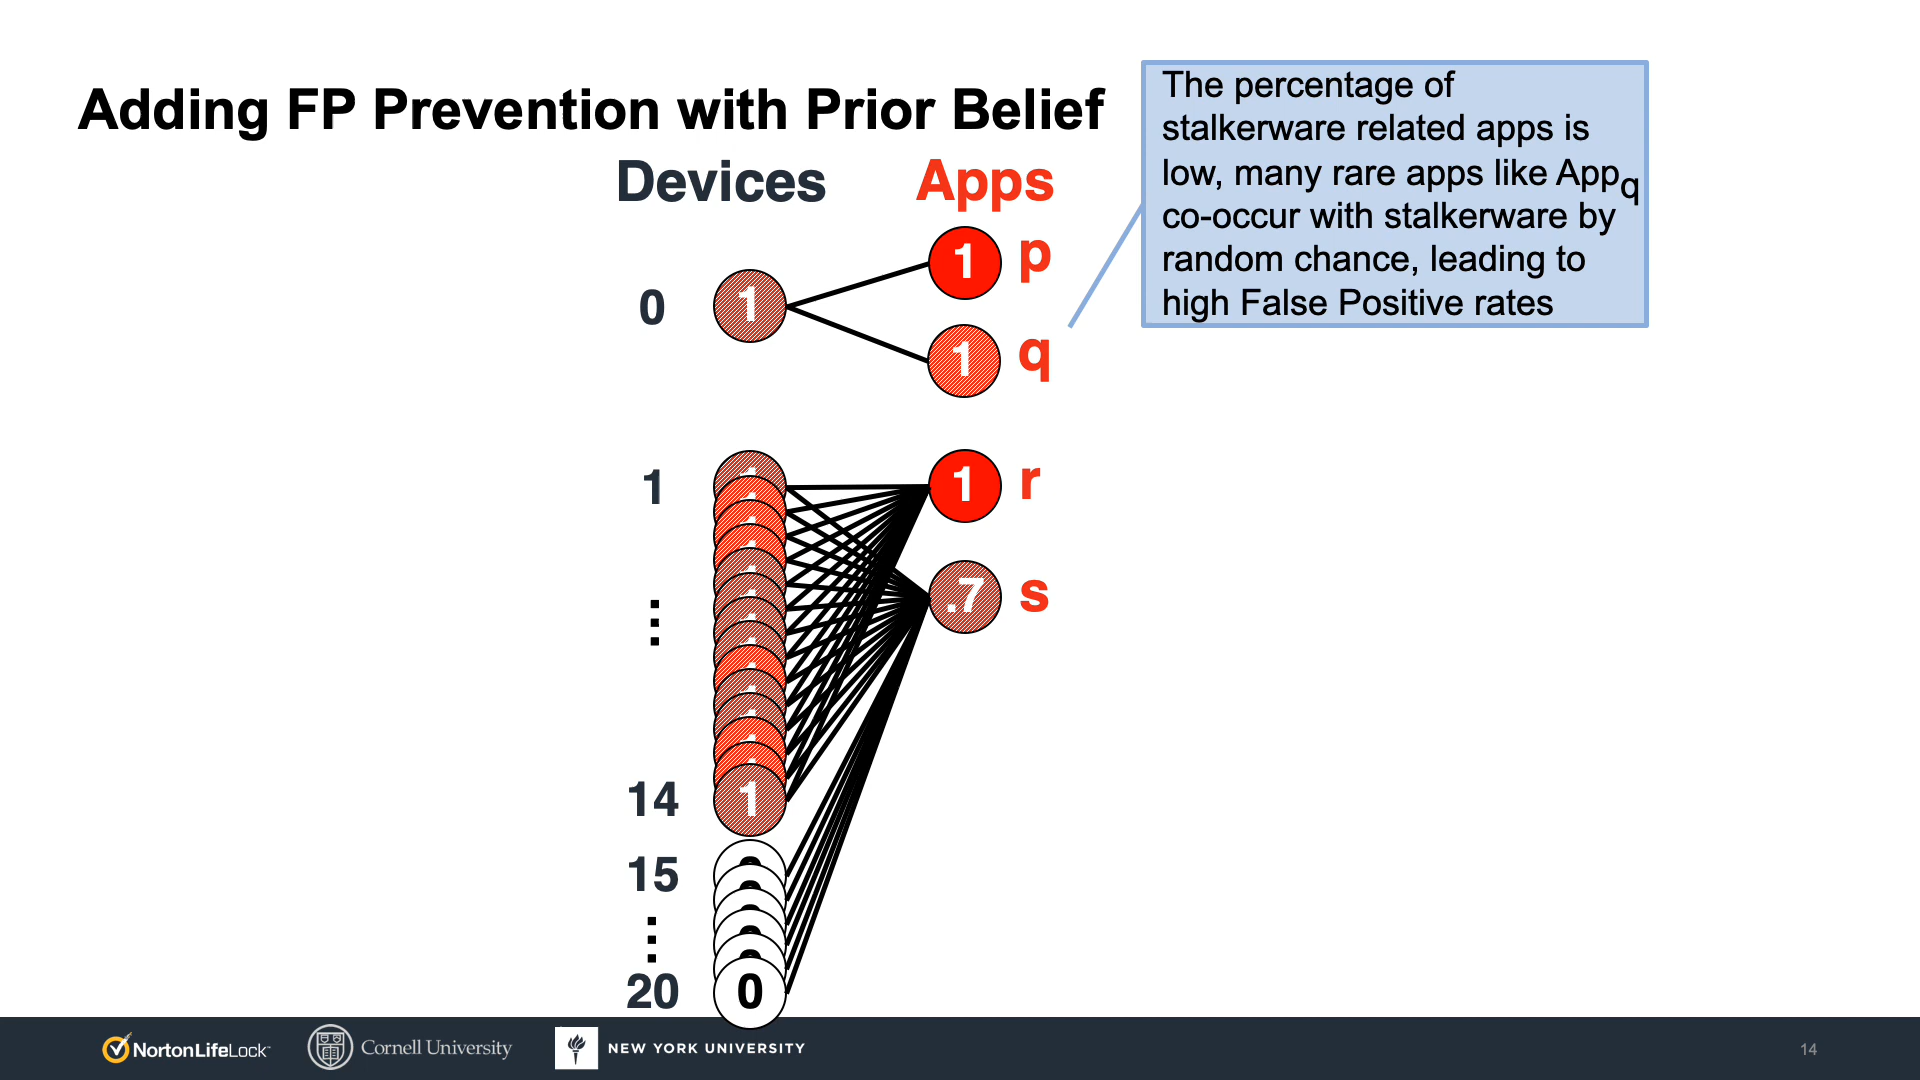 Adding FP Prevention with Prior Belief
The percentage of
stalkerware related apps is
low, many rare apps like Appq
co-occur with stalkerware by
random chance, leading to
high False Positive rates
Devices
Apps
0
1
1
p
1
q
1
1
r
.7
s
⋮
14
1
15
⋮
20
0
NortonLifeLock
Cornell University
NEW YORK UNIVERSITY
14